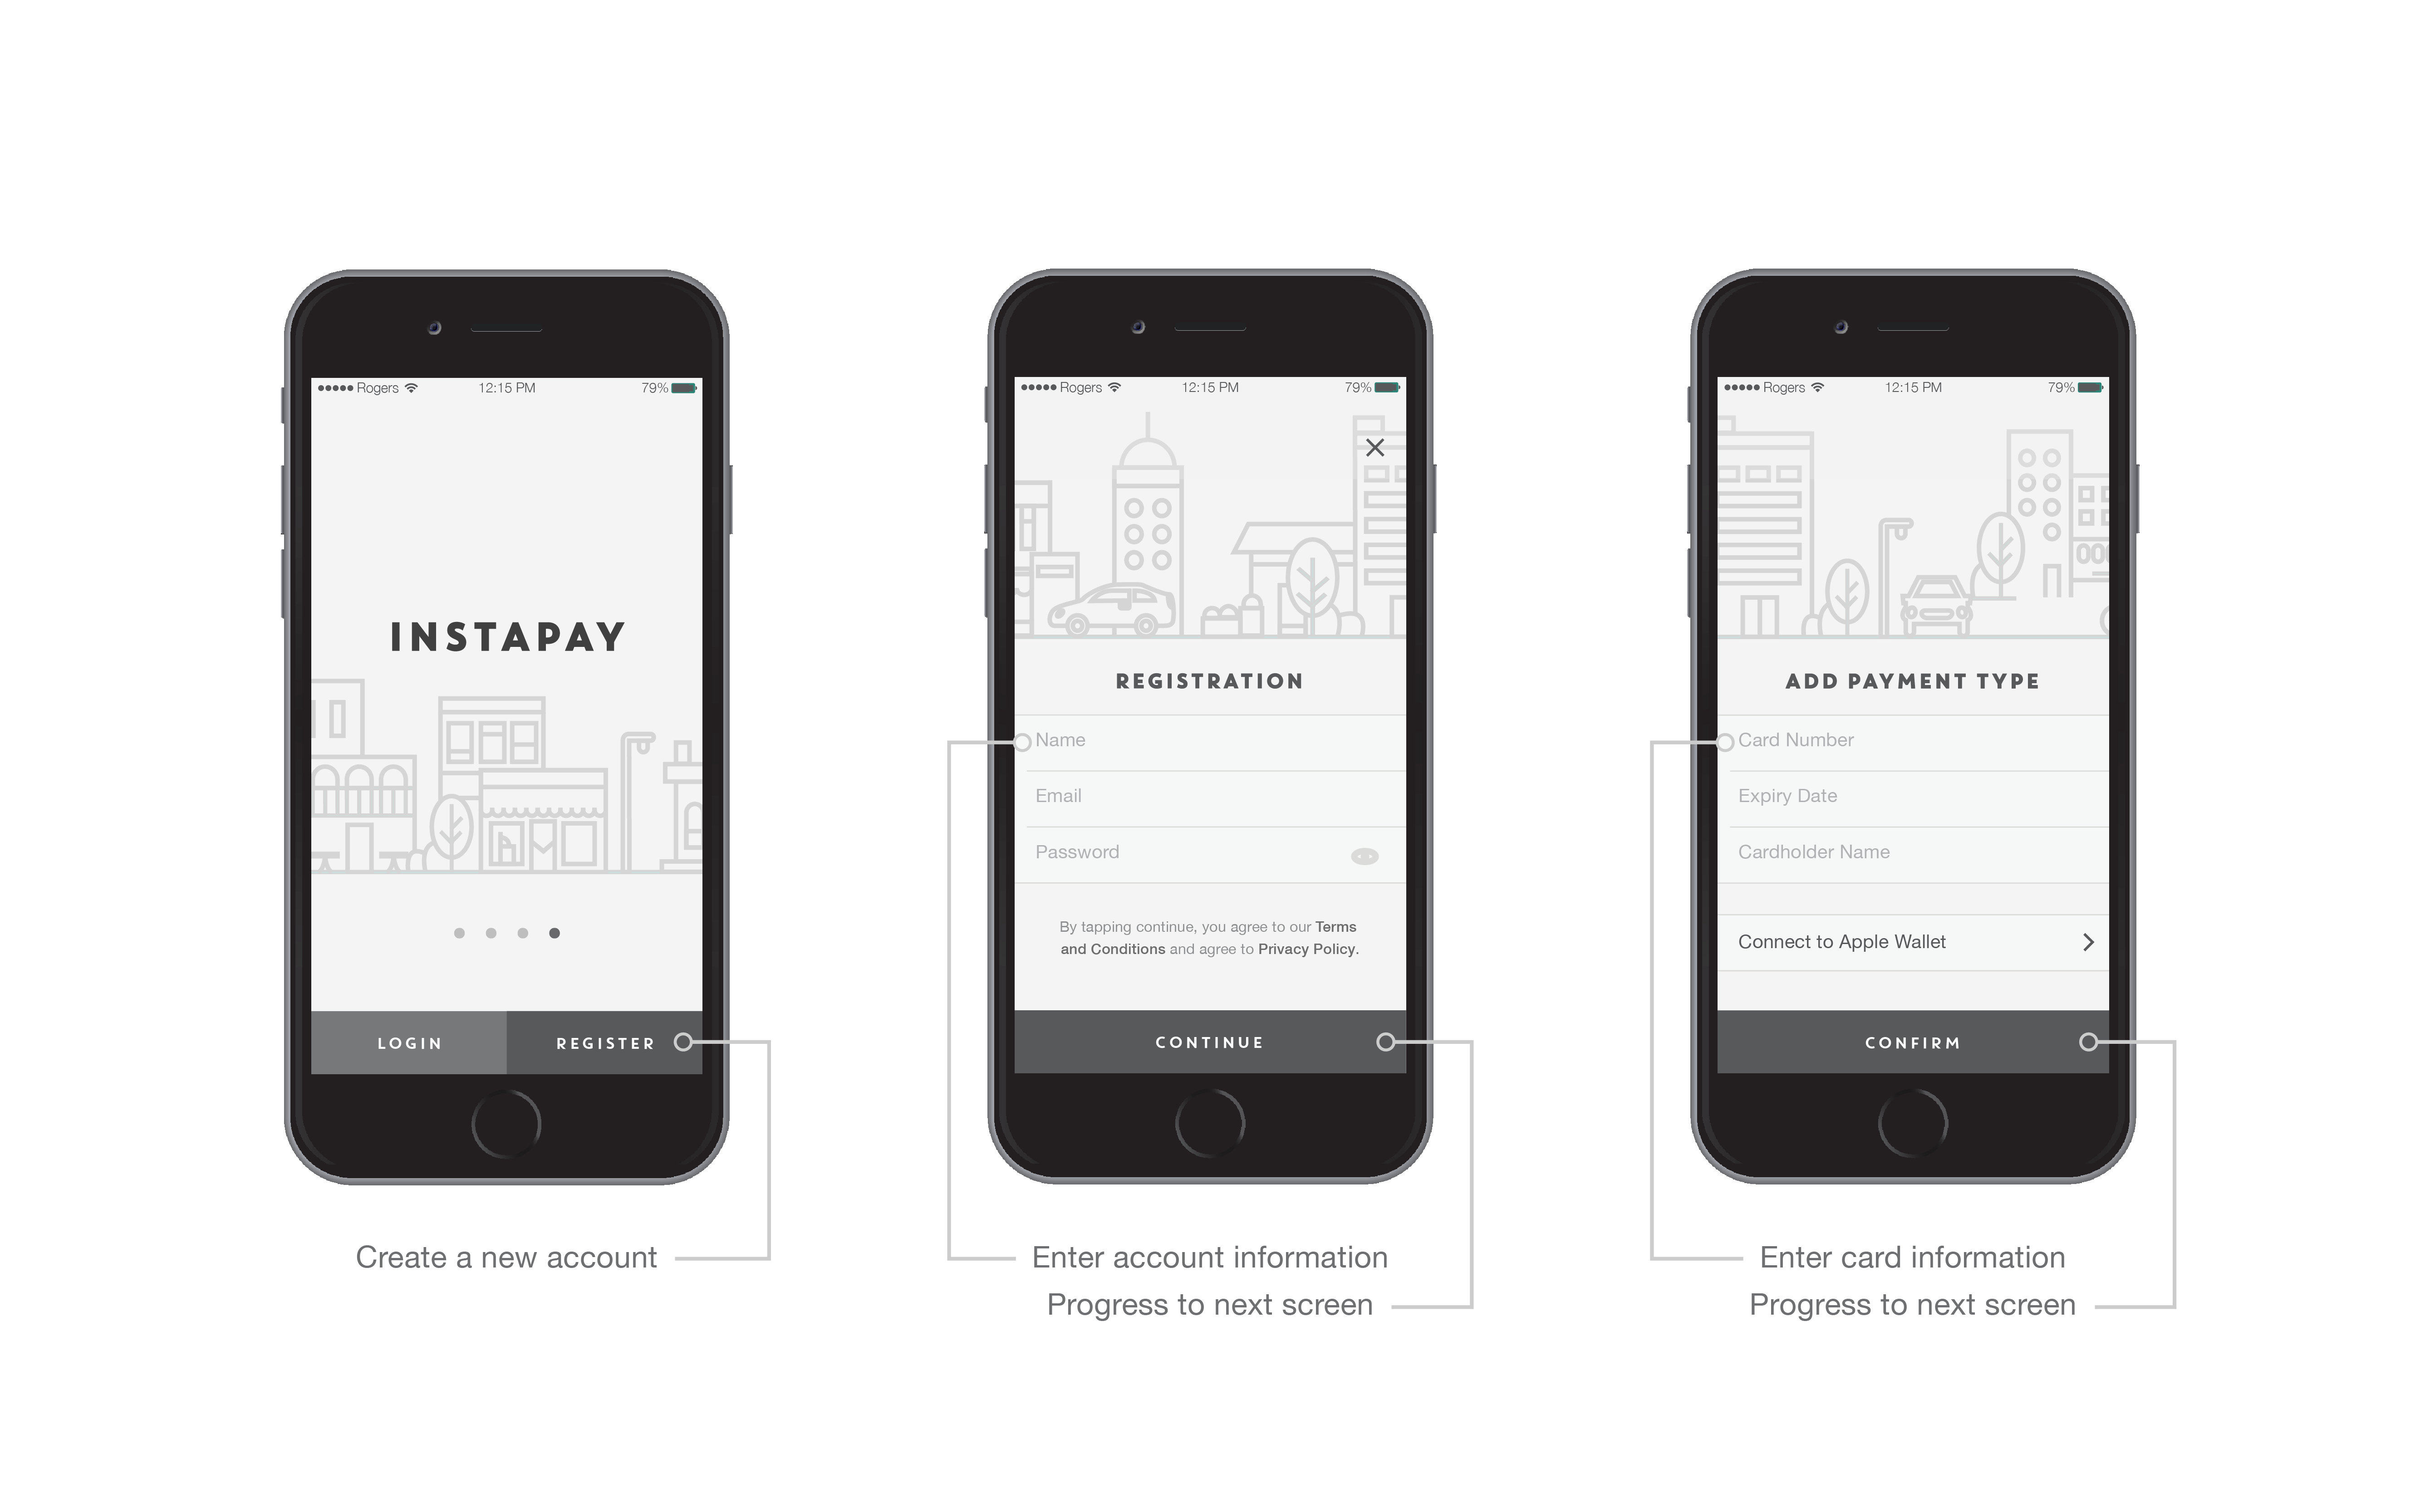 Rogers 12:15 PM 79%
INSTAPAY
LOGIN REGISTER
Create a new account
Rogers 12:15 PM 79%
REGISTRATION
Name
Email
Password
By tapping continue, you agree to our Terms
and Conditions and agree to Privacy Policy.
CONTINUE
Enter account information
Progress to next screen
Rogers 12:15 PM 79%
ADD PAYMENT TYPE
Card Number
Expiry Date
Cardholder Name
Connect to Apple Wallet
CONFIRM
Enter card information
Progress to next screen